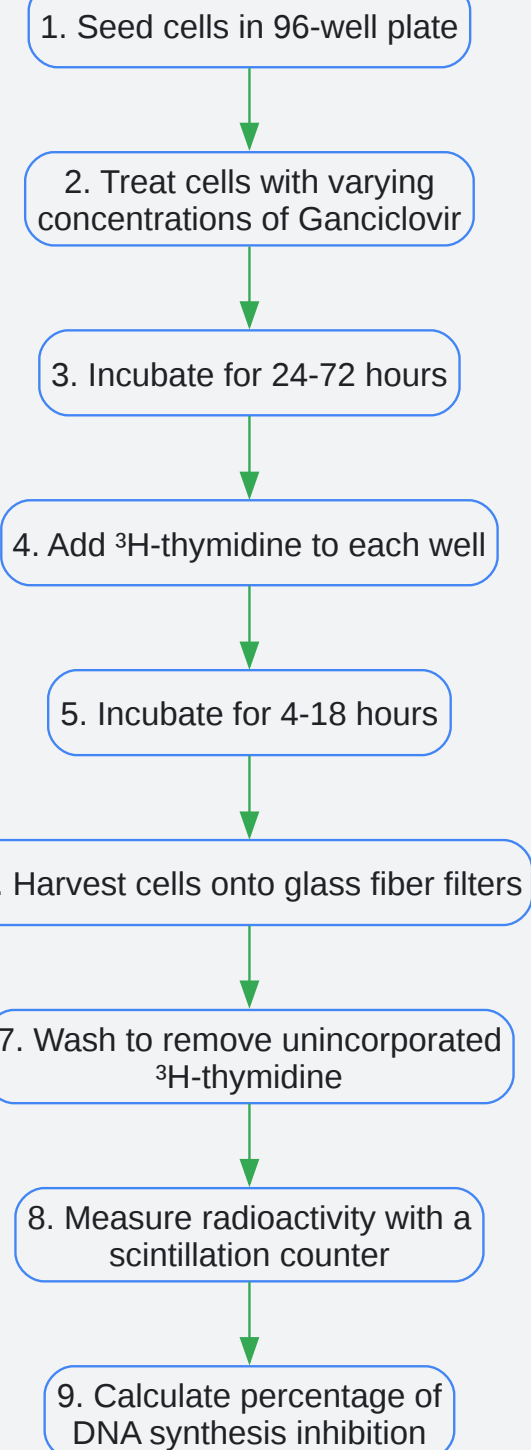 1. Seed cells in 96-well plate
2. Treat cells with varying
concentrations of Ganciclovir
3. Incubate for 24-72 hours
4. Add ³H-thymidine to each well
5. Incubate for 4-18 hours
. Harvest cells onto glass fiber filters
7. Wash to remove unincorporated
³H-thymidine
8. Measure radioactivity with a
scintillation counter
9. Calculate percentage of
DNA synthesis inhibition